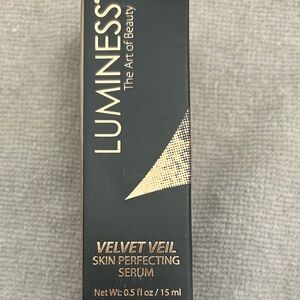 LUMINESS®
The Art of Beauty
VELVET VEIL
SKIN PERFECTING
SERUM
Net Wt: 0.5 fl oz / 15 ml